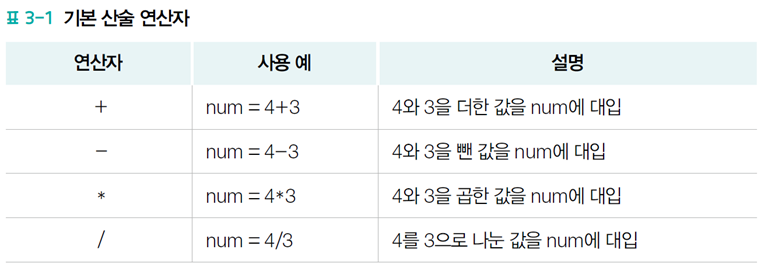 표 3-1 기본 산술 연산자
연산자 사용 예 설명
+ num = 4+3 4와 3을 더한 값을 num에 대입
- num = 4-3 4와 3을 뺀 값을 num에 대입
* num = 4*3 4와 3을 곱한 값을 num에 대입
/ num = 4/3 4를 3으로 나눈 값을 num에 대입